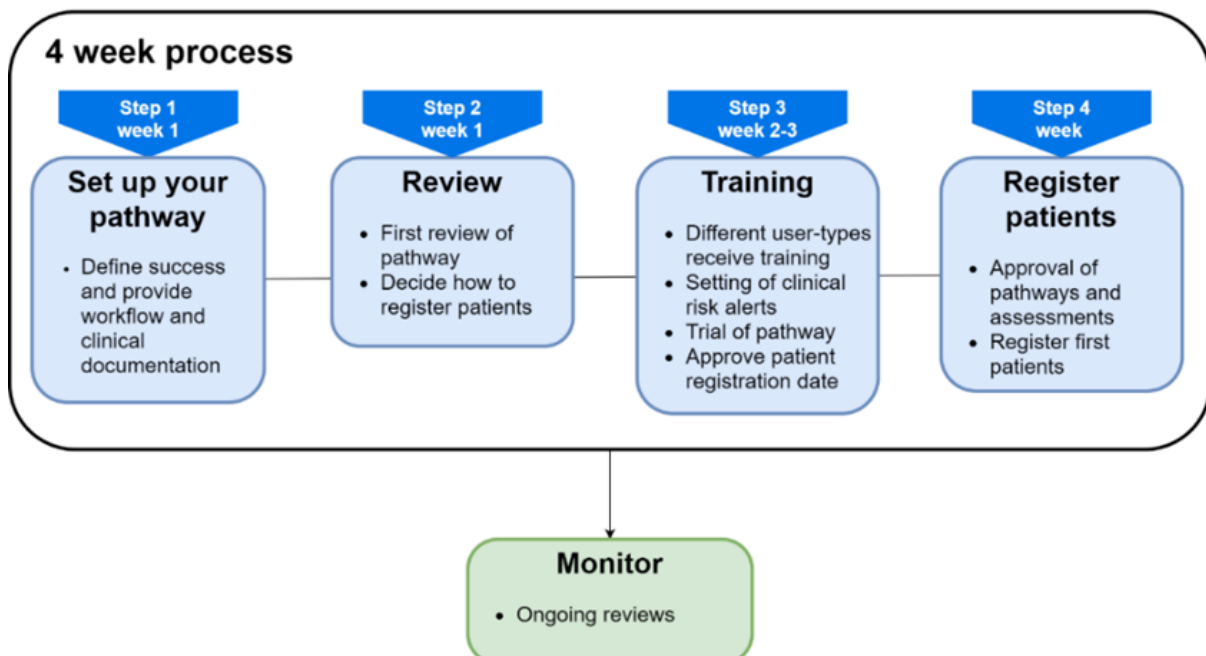 4 week process
Step 1
week 1
Set up your
pathway
• Define success
and provide
workflow and
clinical
documentation
Step 2
week 1
Review
• First review of
pathway
• Decide how to
register patients
Step 3
week 2-3
Training
• Different user-types
receive training
• Setting of clinical
risk alerts
• Trial of pathway
• Approve patient
registration date
Step 4
week
Register
patients
• Approval of
pathways and
assessments
• Register first
patients
Monitor
• Ongoing reviews